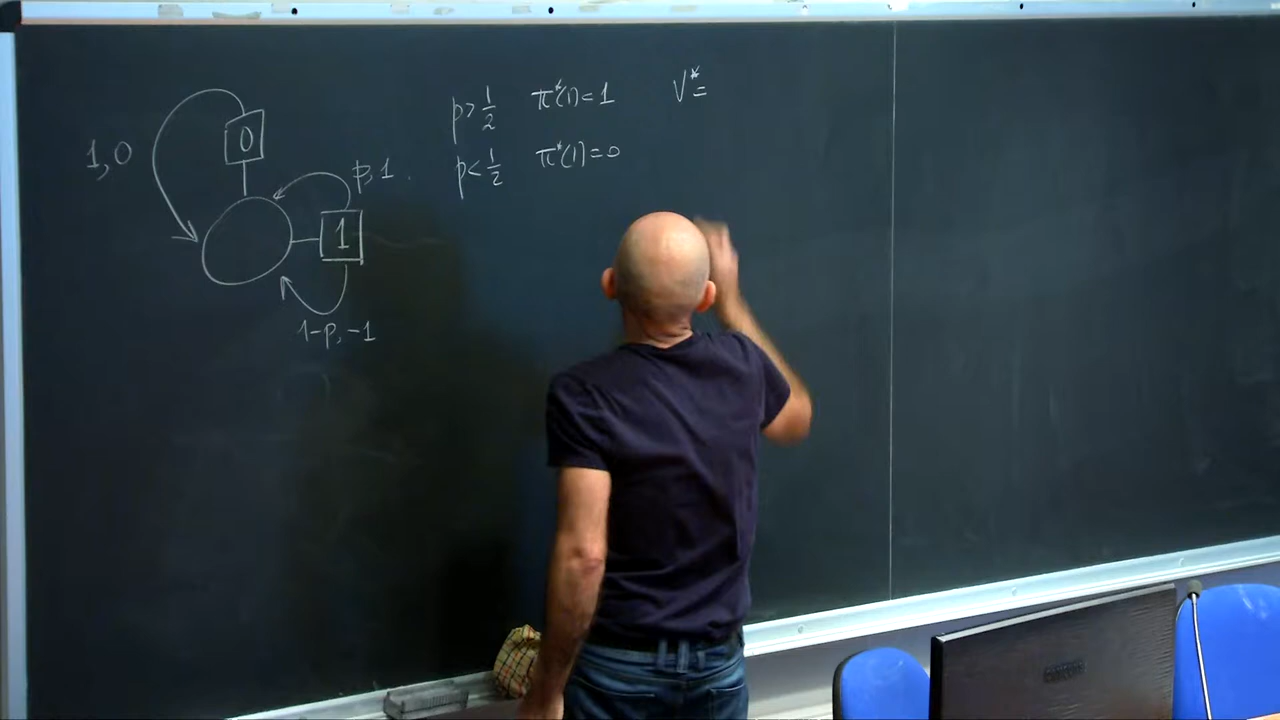 0
1,0
p,1.
1
1-p,-1
p>1/2 π*(1)=1 V*=
p<1/2 π*(1)=0